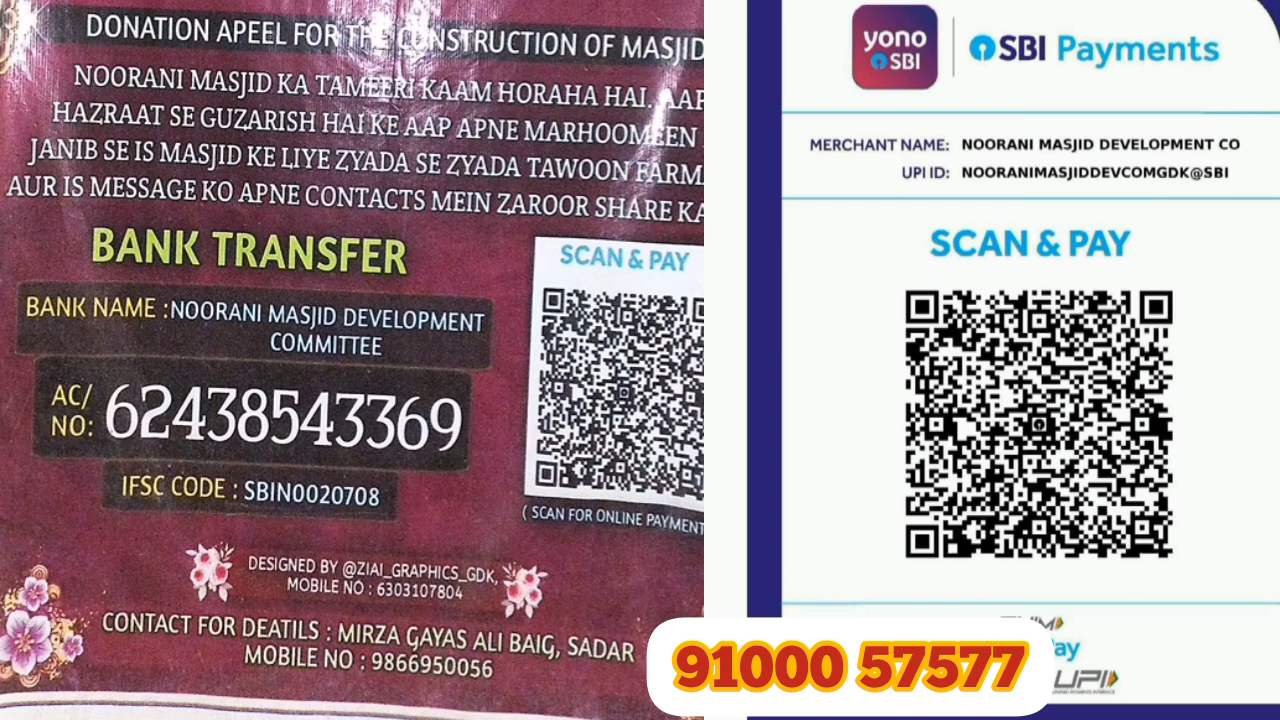 DONATION APEEL FOR THE CONSTRUCTION OF MASJID
NOORANI MASJID KA TAMEERI KAAM HORAHA HAI. AAP
HAZRAAT SE GUZARISH HAI KE AAP APNE MARHOOMEEN
JANIB SE IS MASJID KE LIYE ZYADA SE ZYADA TAWOON FARM
AUR IS MESSAGE KO APNE CONTACTS MEIN ZAROOR SHARE KA
BANK TRANSFER
BANK NAME : NOORANI MASJID DEVELOPMENT
COMMITTEE
AC/
NO: 62438543369
IFSC CODE : SBIN0020708
SCAN & PAY
( SCAN FOR ONLINE PAYMENT
DESIGNED BY @ZIAI_GRAPHICS_GDK,
MOBILE NO : 6303107804
CONTACT FOR DEATILS : MIRZA GAYAS ALI BAIG, SADAR
MOBILE NO : 9866950056
yono
SBI
SBI Payments
MERCHANT NAME: NOORANI MASJID DEVELOPMENT CO
UPI ID: NOORANIMASJIDDEVCOMGDK@SBI
SCAN & PAY
UPI
91000 57577